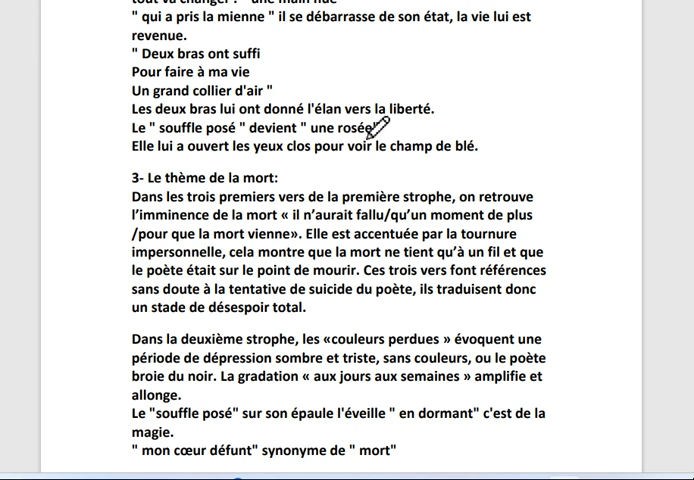 tout va changer : " une main nue
" qui a pris la mienne " il se débarrasse de son état, la vie lui est
revenue.
" Deux bras ont suffi
Pour faire à ma vie
Un grand collier d'air "
Les deux bras lui ont donné l'élan vers la liberté.
Le " souffle posé " devient " une rosée
Elle lui a ouvert les yeux clos pour voir le champ de blé.
3- Le thème de la mort:
Dans les trois premiers vers de la première strophe, on retrouve
l’imminence de la mort « il n’aurait fallu/qu’un moment de plus
/pour que la mort vienne». Elle est accentuée par la tournure
impersonnelle, cela montre que la mort ne tient qu’à un fil et que
le poète était sur le point de mourir. Ces trois vers font références
sans doute à la tentative de suicide du poète, ils traduisent donc
un stade de désespoir total.
Dans la deuxième strophe, les «couleurs perdues » évoquent une
période de dépression sombre et triste, sans couleurs, ou le poète
broie du noir. La gradation « aux jours aux semaines » amplifie et
allonge.
Le "souffle posé" sur son épaule l'éveille " en dormant" c'est de la
magie.
" mon cœur défunt" synonyme de " mort"